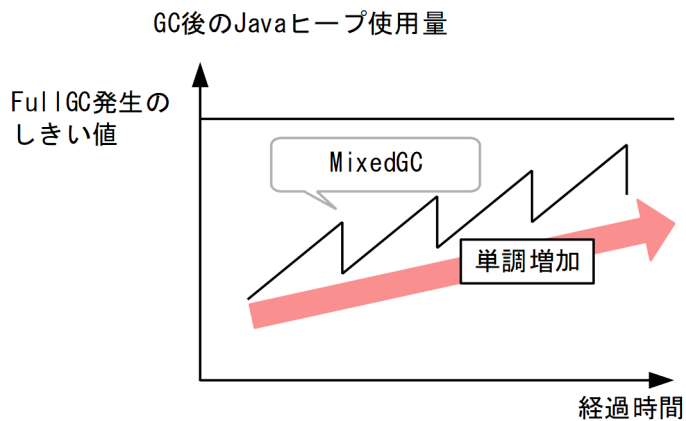 GC後のJavaヒープ使用量
FullGC発生の
しきい値
MixedGC
単調増加
経過時間